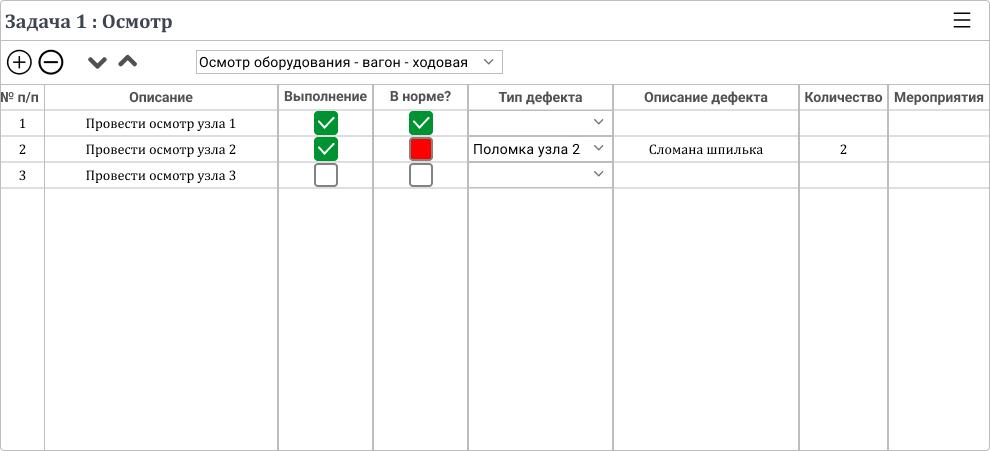 Задача 1 : Осмотр
Осмотр оборудования - вагон - ходовая
№ п/п Описание Выполнение В норме? Тип дефекта Описание дефекта Количество Мероприятия
1 Провести осмотр узла 1
2 Провести осмотр узла 2 Поломка узла 2 Сломана шпилька 2
3 Провести осмотр узла 3